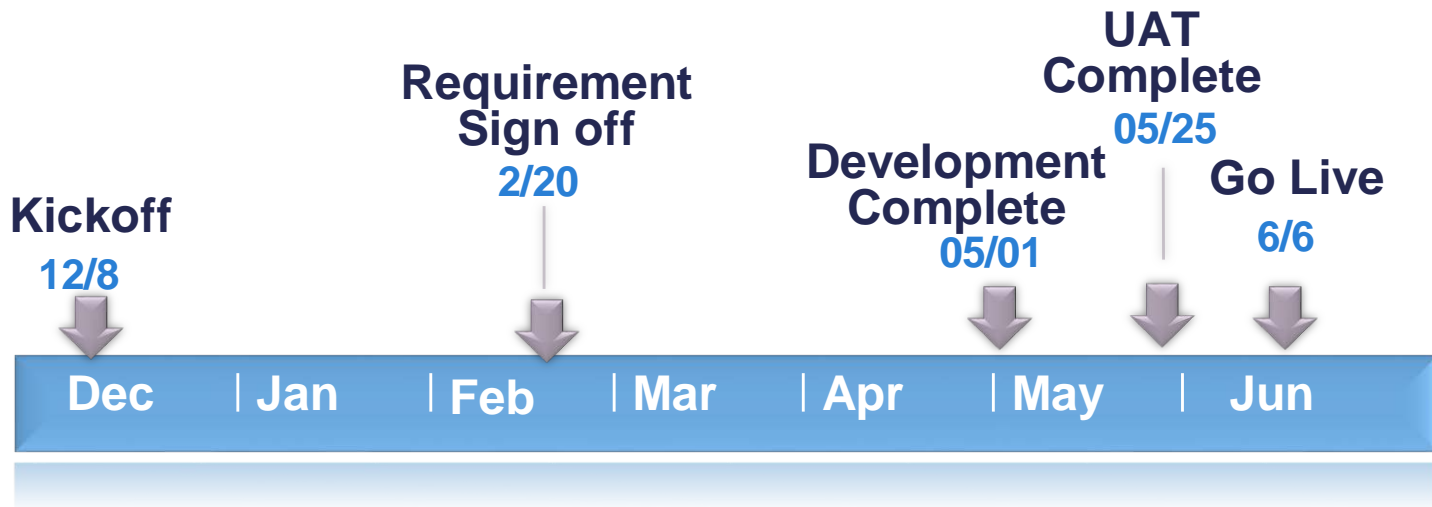 Kickoff
12/8
Requirement
Sign off
2/20
Development
Complete
05/01
UAT
Complete
05/25
Go Live
6/6
Dec | Jan | Feb | Mar | Apr | May | Jun